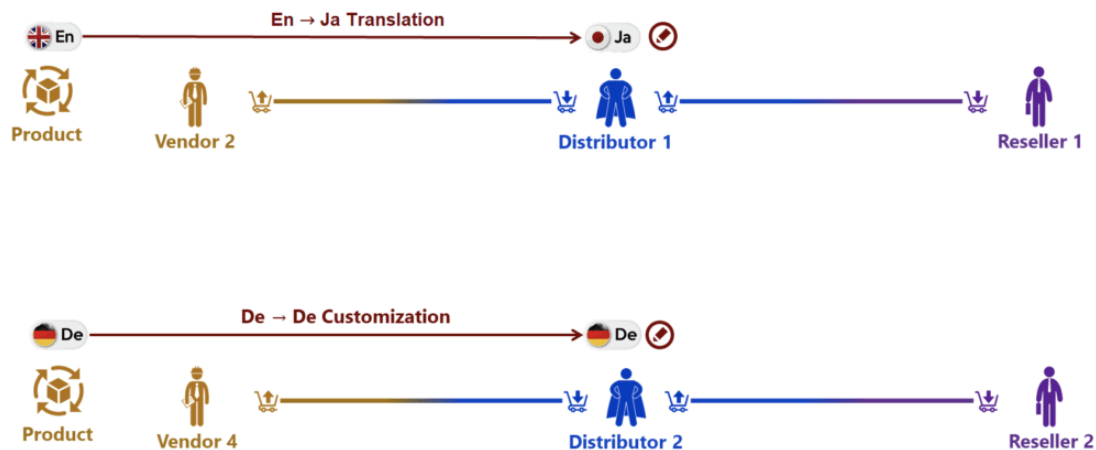 En → Ja Translation
En
Ja
Product
Vendor 2
Distributor 1
Reseller 1
De → De Customization
De
De
Product
Vendor 4
Distributor 2
Reseller 2